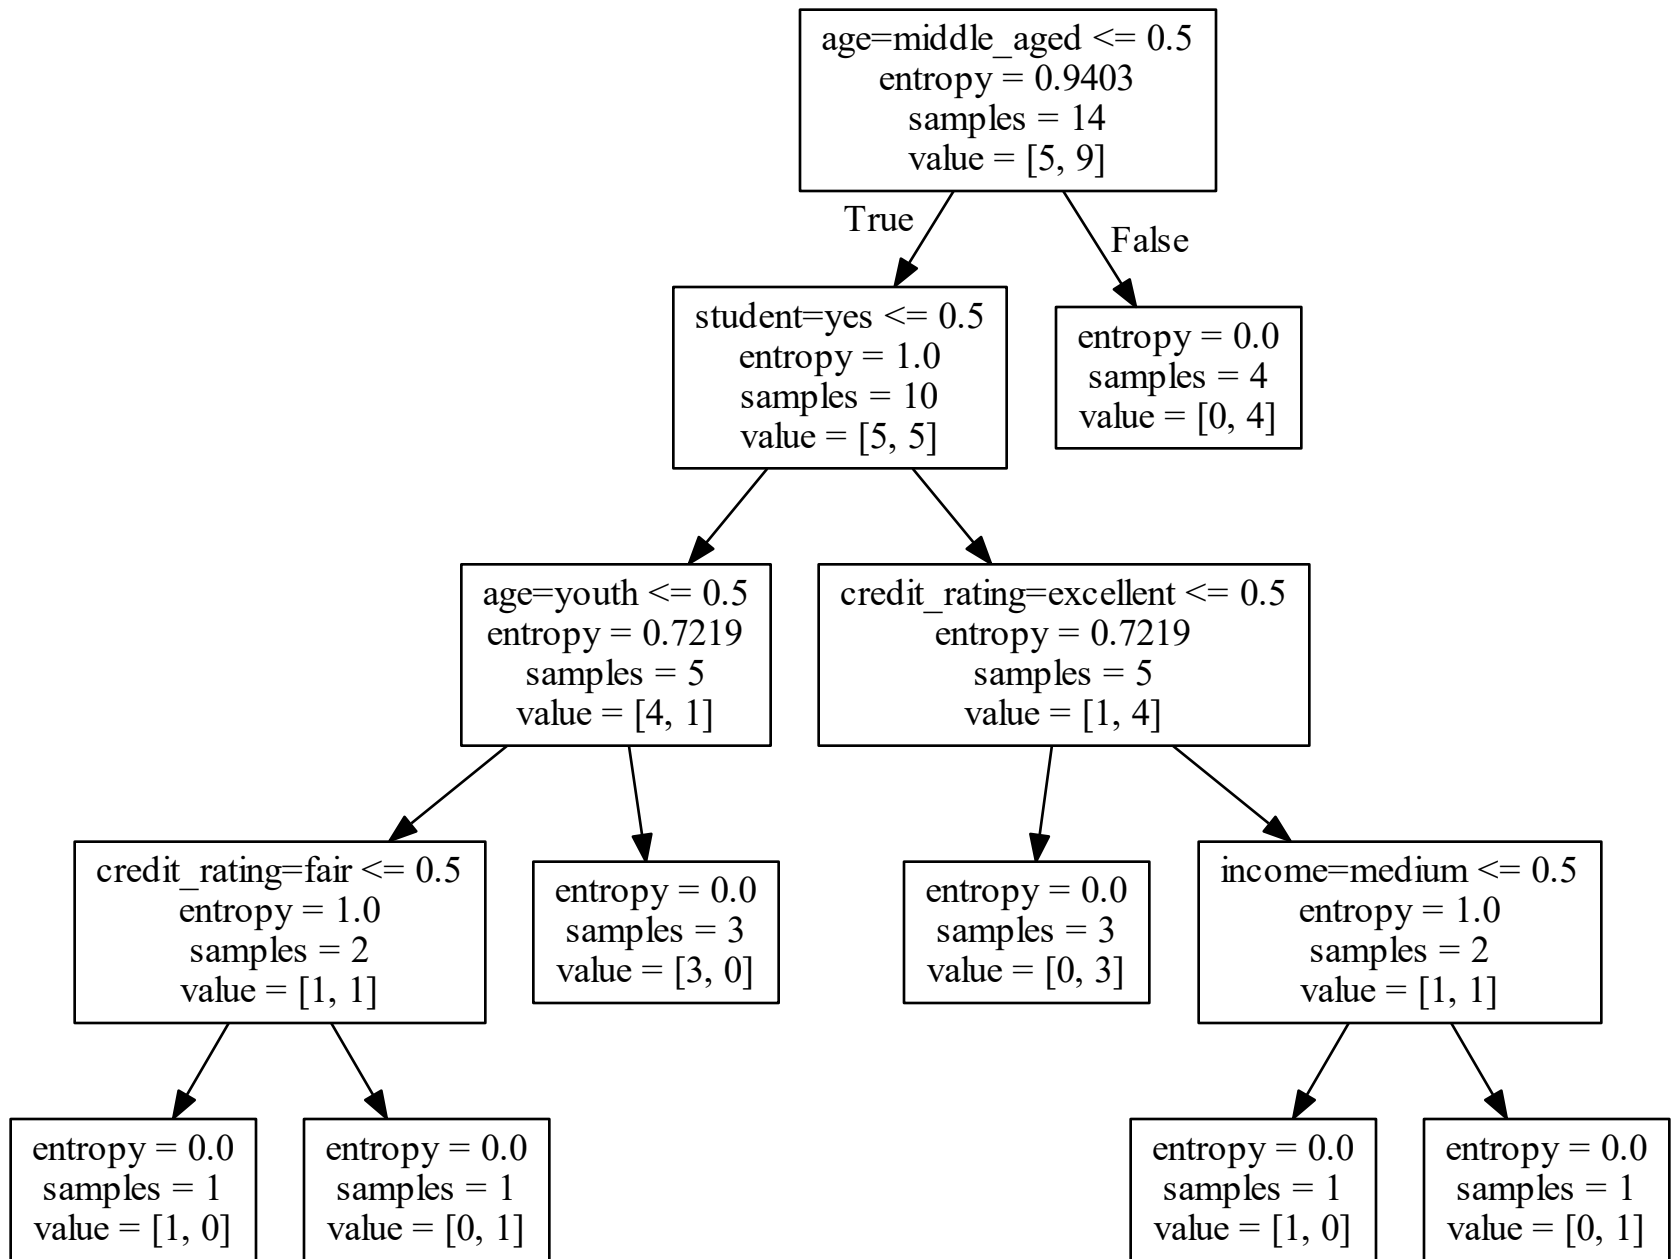 age=middle_aged <= 0.5
entropy = 0.9403
samples = 14
value = [5, 9]
True
False
student=yes <= 0.5
entropy = 1.0
samples = 10
value = [5, 5]
entropy = 0.0
samples = 4
value = [0, 4]
age=youth <= 0.5
entropy = 0.7219
samples = 5
value = [4, 1]
credit_rating=excellent <= 0.5
entropy = 0.7219
samples = 5
value = [1, 4]
credit_rating=fair <= 0.5
entropy = 1.0
samples = 2
value = [1, 1]
entropy = 0.0
samples = 3
value = [3, 0]
entropy = 0.0
samples = 3
value = [0, 3]
income=medium <= 0.5
entropy = 1.0
samples = 2
value = [1, 1]
entropy = 0.0
samples = 1
value = [1, 0]
entropy = 0.0
samples = 1
value = [0, 1]
entropy = 0.0
samples = 1
value = [1, 0]
entropy = 0.0
samples = 1
value = [0, 1]